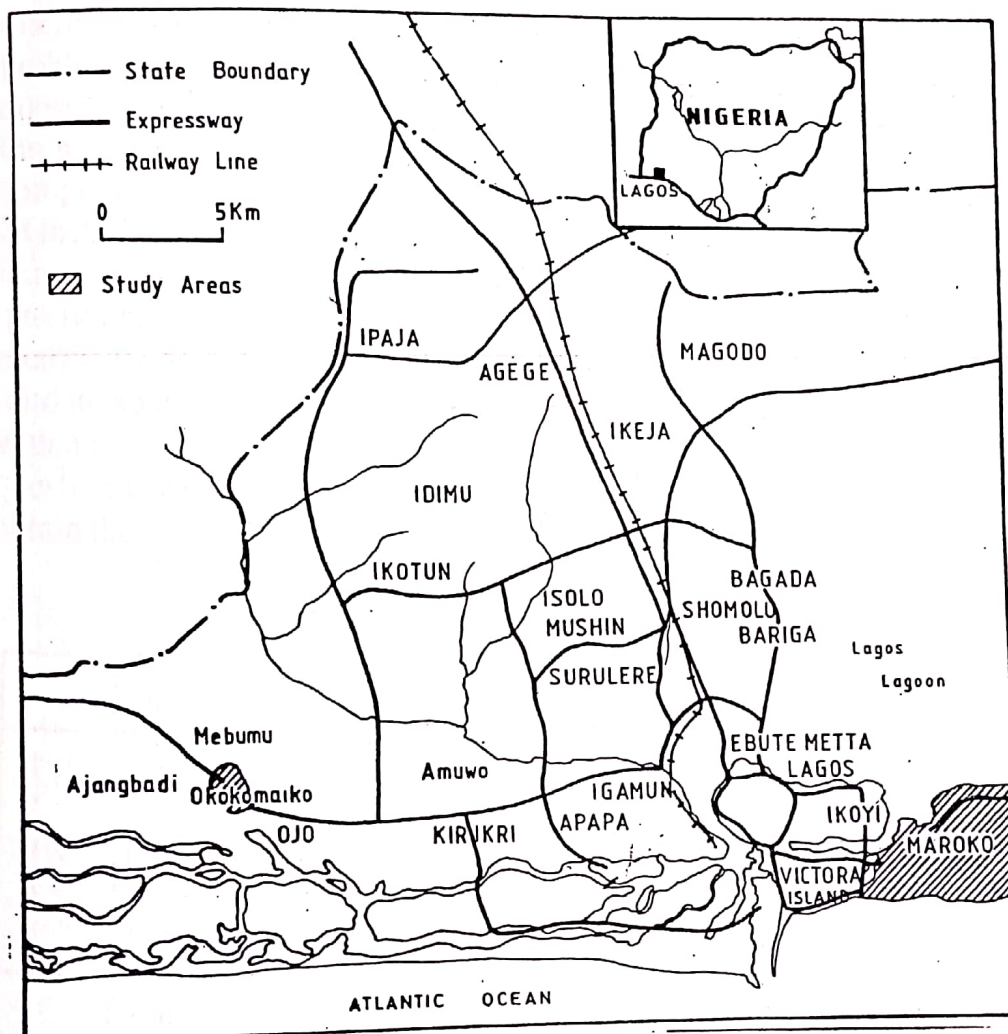 State Boundary
Expressway
Railway Line
0 5Km
Study Areas
NIGERIA
LAGOS
IPAJA
MAGODO
AGEGE
IKEJA
IDIMU
IKOTUN
BAGADA
ISOLO
SHOMOLU
MUSHIN
BARIGA
SURULERE
Lagos
Lagoon
Mebumu
EBUTE METTA
Ajangbadi
Okokomaiko
Amuwo
LAGOS
IGAMUN
IKOYI
OJO
KIRIKRI
APAPA
MAROKO
VICTORA
ISLAND
ATLANTIC OCEAN